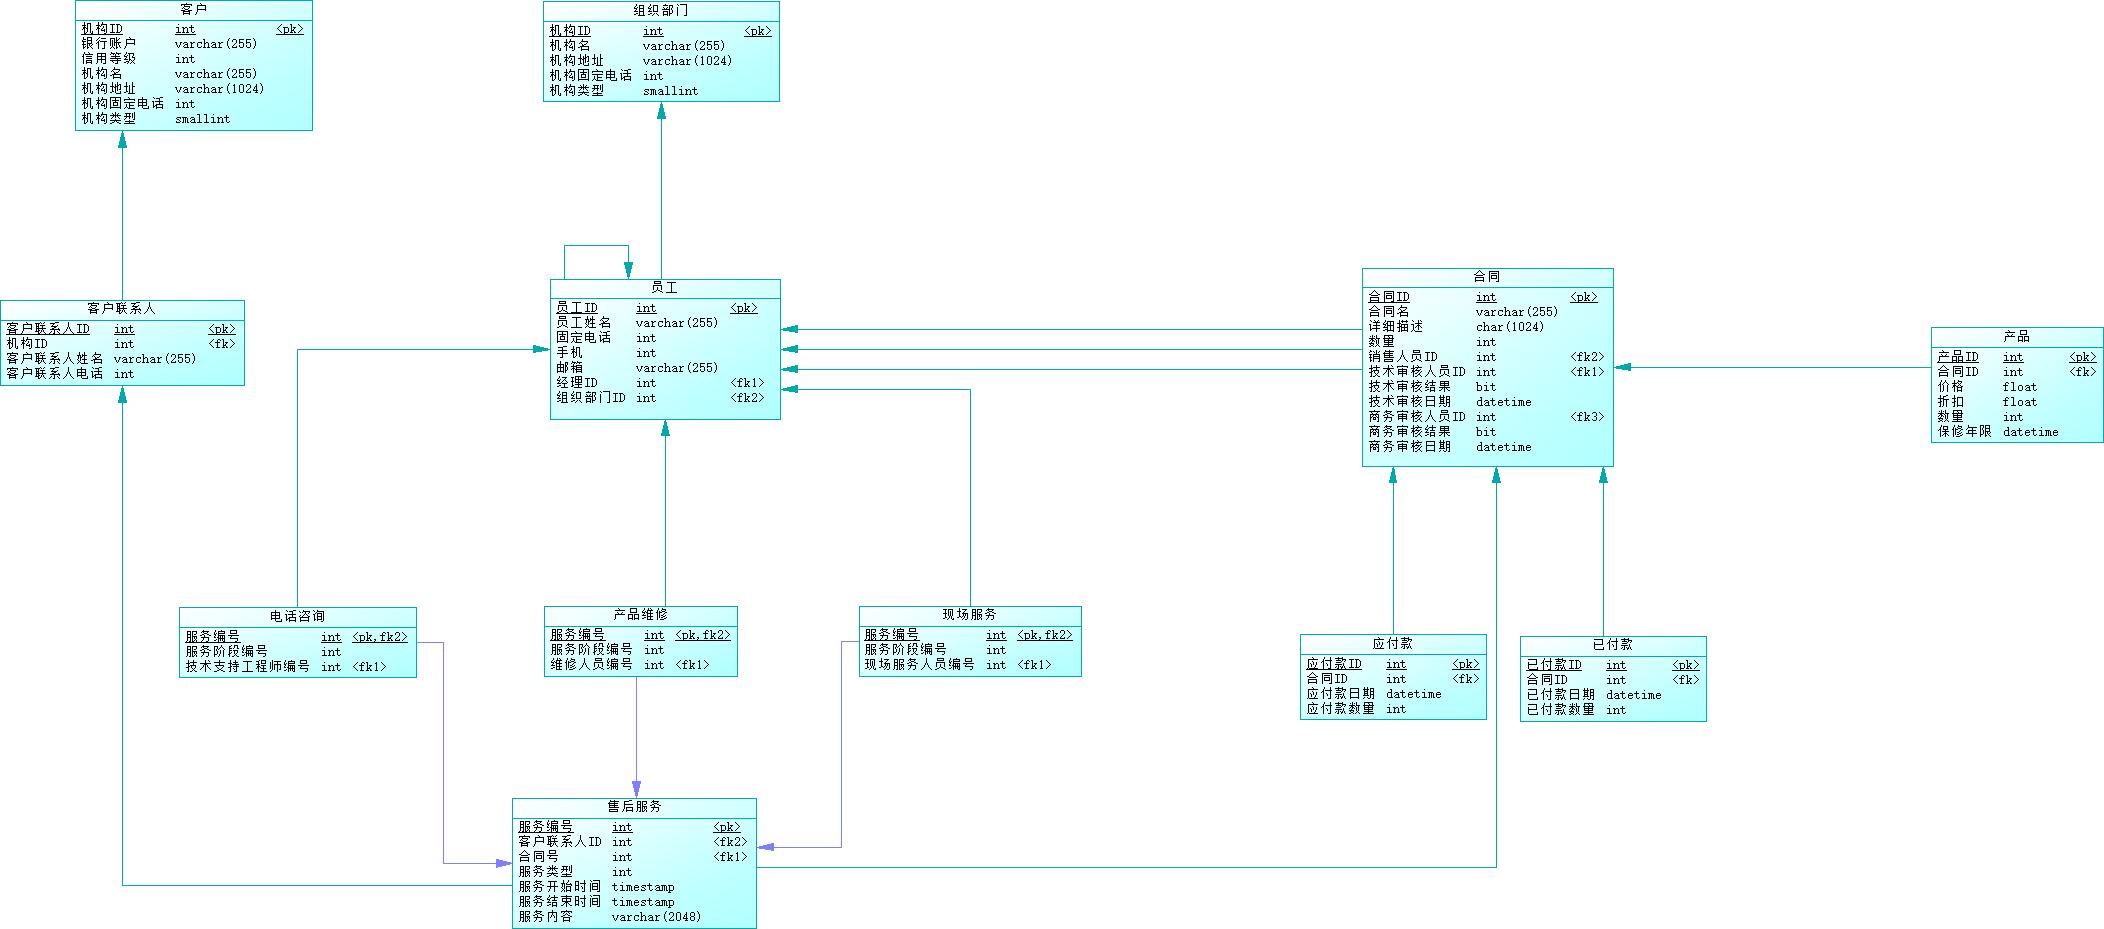 客户
机构ID int <pk>
银行账户 varchar(255)
信用等级 int
机构名 varchar(255)
机构地址 varchar(1024)
机构固定电话 int
机构类型 smallint
组织部门
机构ID int <pk>
机构名 varchar(255)
机构地址 varchar(1024)
机构固定电话 int
机构类型 smallint
客户联系人
客户联系人ID int <pk>
机构ID int <fk>
客户联系人姓名 varchar(255)
客户联系人电话 int
员工
员工ID int <pk>
员工姓名 varchar(255)
固定电话 int
手机 int
邮箱 varchar(255)
经理ID int <fk1>
组织部门ID int <fk2>
合同
合同ID int <pk>
合同名 varchar(255)
详细描述 char(1024)
数量 int
销售人员ID int <fk2>
技术审核人员ID int <fk1>
技术审核结果 bit
技术审核日期 datetime
商务审核人员ID int <fk3>
商务审核结果 bit
商务审核日期 datetime
产品
产品ID int <pk>
合同ID int <fk>
价格 float
折扣 float
数量 int
保修年限 datetime
电话咨询
服务编号 int <pk,fk2>
服务阶段编号 int
技术支持工程师编号 int <fk1>
产品维修
服务编号 int <pk,fk2>
服务阶段编号 int
维修人员编号 int <fk1>
现场服务
服务编号 int <pk,fk2>
服务阶段编号 int
现场服务人员编号 int <fk1>
应付款
应付款ID int <pk>
合同ID int <fk>
应付款日期 datetime
应付款数量 int
已付款
已付款ID int <pk>
合同ID int <fk>
已付款日期 datetime
已付款数量 int
售后服务
服务编号 int <pk>
客户联系人ID int <fk2>
合同号 int <fk1>
服务类型 int
服务开始时间 timestamp
服务结束时间 timestamp
服务内容 varchar(2048)